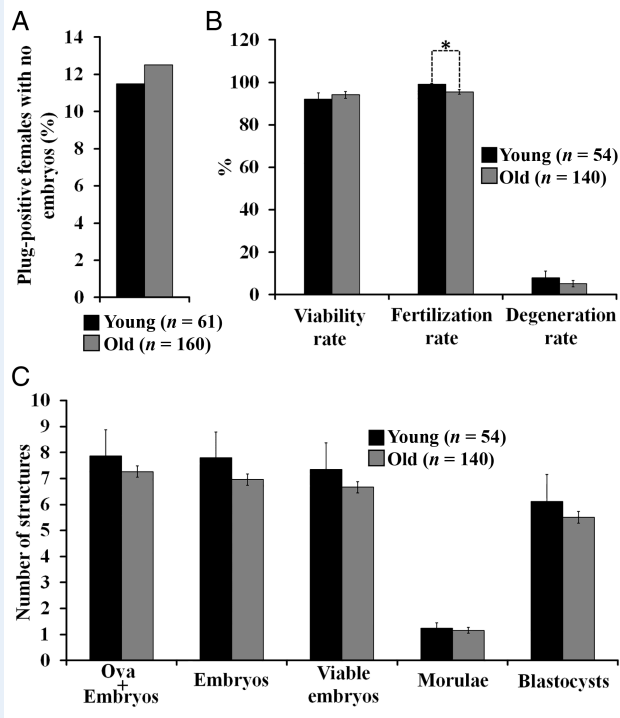 A
Plug-positive females with no
embryos (%)
14
12
10
8
6
4
2
0
Young (n = 61)
Old (n = 160)
B
%
120
100
80
60
40
20
0
*
Young (n = 54)
Old (n = 140)
Viability
rate
Fertilization
rate
Degeneration
rate
C
Number of structures
10
9
8
7
6
5
4
3
2
1
0
Young (n = 54)
Old (n = 140)
Ova
+
Embryos
Embryos
Viable
embryos
Morulae
Blastocysts